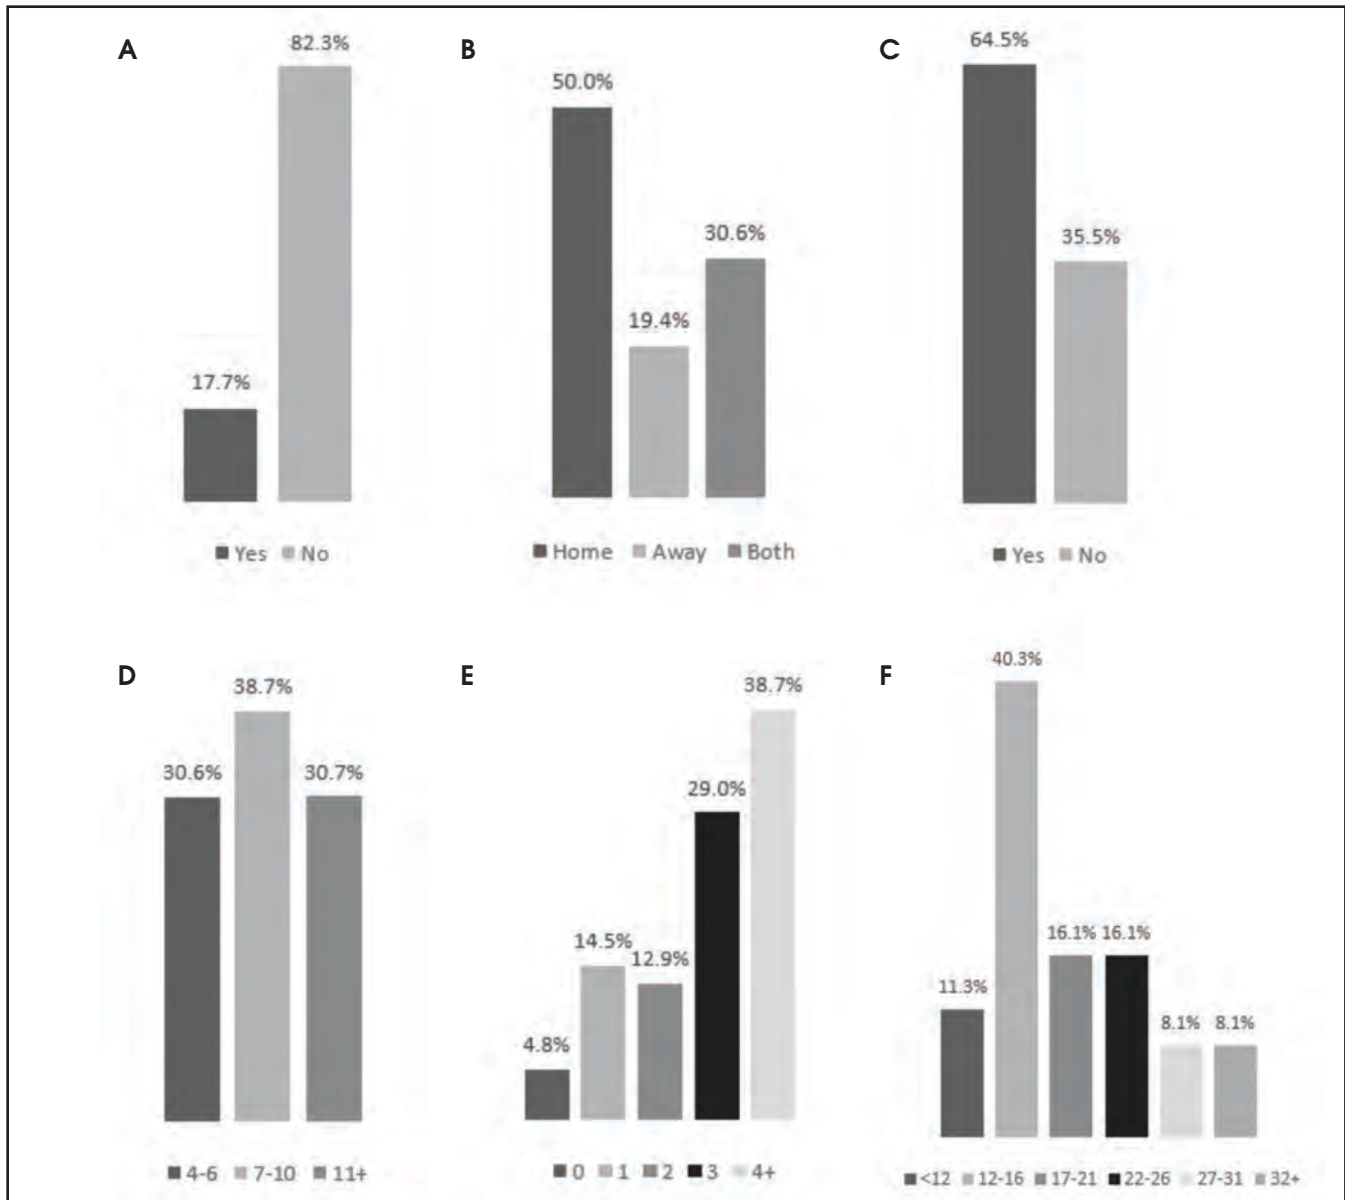 A
82.3%
17.7%
Yes No
B
50.0%
19.4%
30.6%
Home Away Both
C
64.5%
35.5%
Yes No
D
30.6%
38.7%
30.7%
4-6 7-10 11+
E
4.8%
14.5%
12.9%
29.0%
38.7%
0 1 2 3 4+
F
11.3%
40.3%
16.1% 16.1%
8.1% 8.1%
<12 12-16 17-21 22-26 27-31 32+